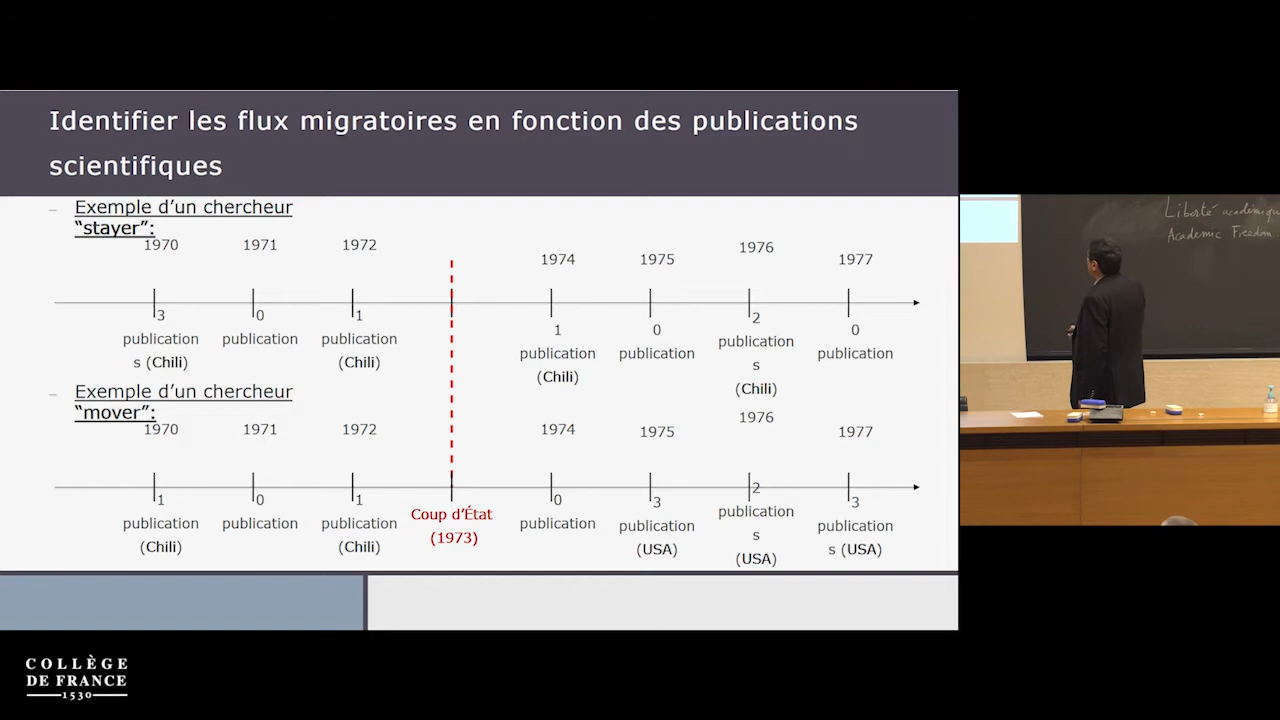 Identifier les flux migratoires en fonction des publications
scientifiques
– Exemple d’un chercheur
“stayer”:
1970 1971 1972 1974 1975 1976 1977
3 0 1 1 0 2 0
publication publication publication publication publication publication publication
s (Chili) (Chili) (Chili) s
(Chili)
– Exemple d’un chercheur
“mover”:
1970 1971 1972 1974 1975 1976 1977
1 0 1 0 3 2 3
publication publication publication publication publication publication publication
(Chili) (Chili) (USA) s s (USA)
(USA)
Coup d’État
(1973)
Liberté académiqu
Academic Freedom
COLLÈGE
DE FRANCE
1530